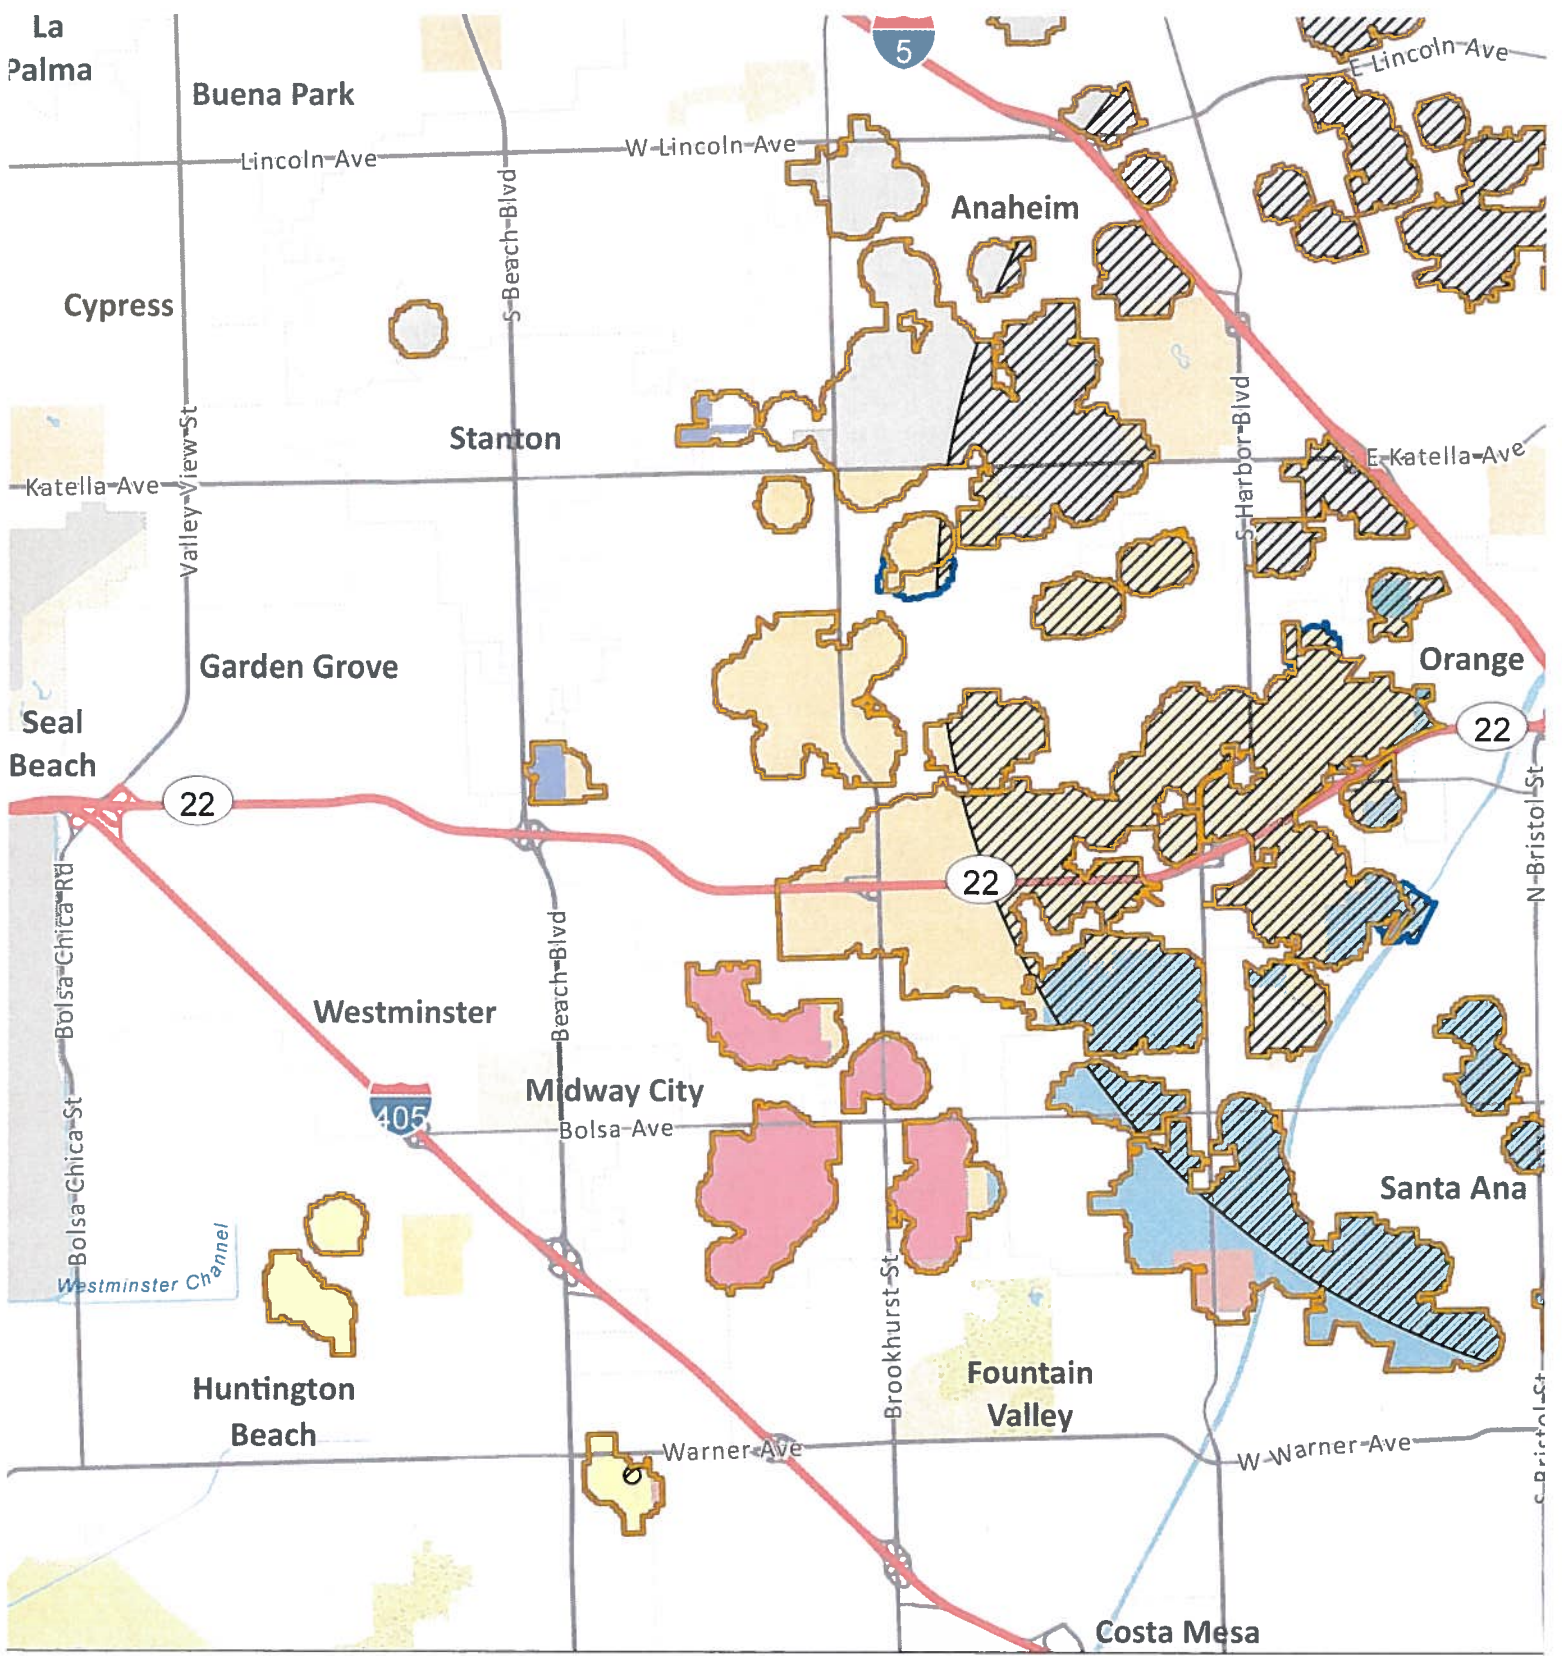 La
Palma
5
E Lincoln Ave
Buena Park
W Lincoln Ave
Lincoln Ave
S Beach Blvd
Anaheim
Cypress
S Harbor Blvd
Valley View St
Stanton
E Katella Ave
Katella Ave
Garden Grove
Orange
Seal
Beach
22
22
22
N Bristol St
Bolsa Chica Rd
Beach Blvd
Westminster
405
Midway City
Bolsa Ave
Bolsa Chica St
Santa Ana
Westminster Channel
Brookhurst St
Huntington
Beach
Fountain
Valley
Warner Ave
W Warner Ave
S Bristol St
Costa Mesa